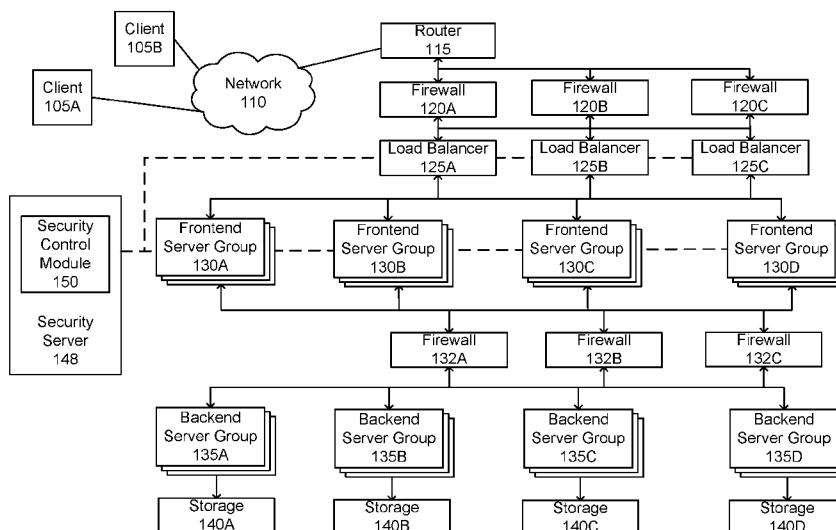 Client
105B
Client
105A
Network
110
Router
115
Firewall
120A
Firewall
120B
Firewall
120C
Load Balancer
125A
Load Balancer
125B
Load Balancer
125C
Security
Control
Module
150
Security
Server
148
Frontend
Server Group
130A
Frontend
Server Group
130B
Frontend
Server Group
130C
Frontend
Server Group
130D
Firewall
132A
Firewall
132B
Firewall
132C
Backend
Server Group
135A
Backend
Server Group
135B
Backend
Server Group
135C
Backend
Server Group
135D
Storage
140A
Storage
140B
Storage
140C
Storage
140D